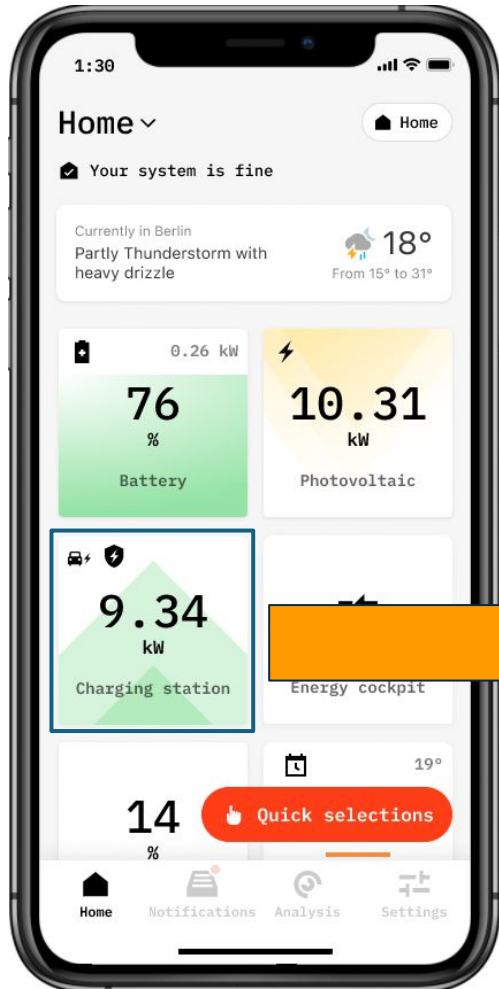 1:30
Home
Home
Your system is fine
Currently in Berlin
Partly Thunderstorm with
heavy drizzle
18°
From 15° to 31°
0.26 kW
76
%
Battery
10.31
kW
Photovoltaic
9.34
kW
Charging station
Energy cockpit
14
%
19°
Quick selections
Home
Notifications
Analysis
Settings